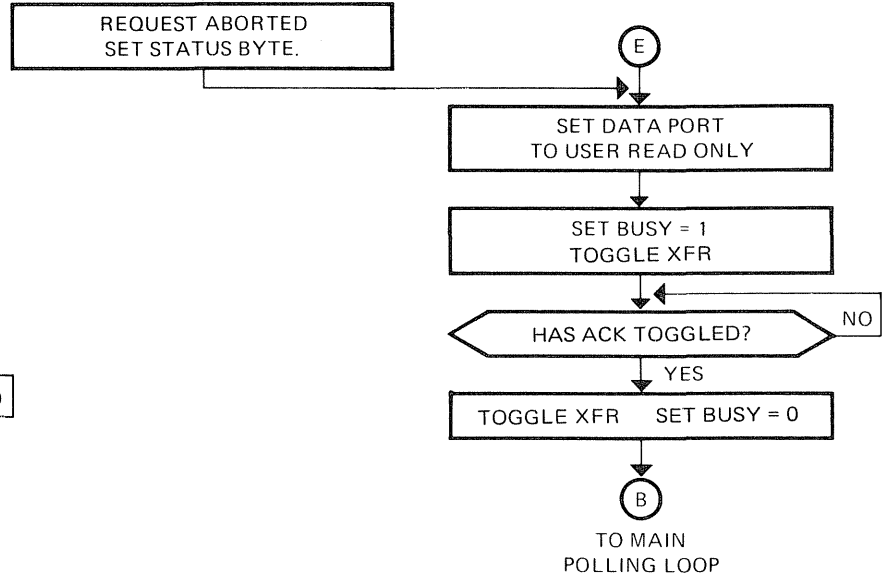 REQUEST ABORTED
SET STATUS BYTE.
E
SET DATA PORT
TO USER READ ONLY
SET BUSY = 1
TOGGLE XFR
HAS ACK TOGGLED?
NO
YES
TOGGLE XFR SET BUSY = 0
B
TO MAIN
POLLING LOOP